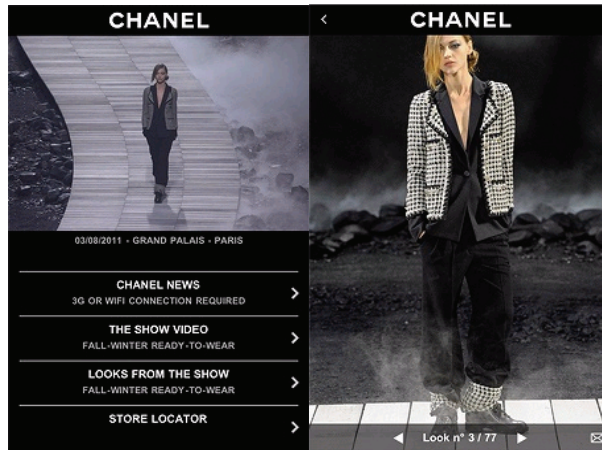 CHANEL
03/08/2011 - GRAND PALAIS - PARIS
CHANEL NEWS
3G OR WIFI CONNECTION REQUIRED
THE SHOW VIDEO
FALL-WINTER READY-TO-WEAR
LOOKS FROM THE SHOW
FALL-WINTER READY-TO-WEAR
STORE LOCATOR
CHANEL
Look n° 3 / 77